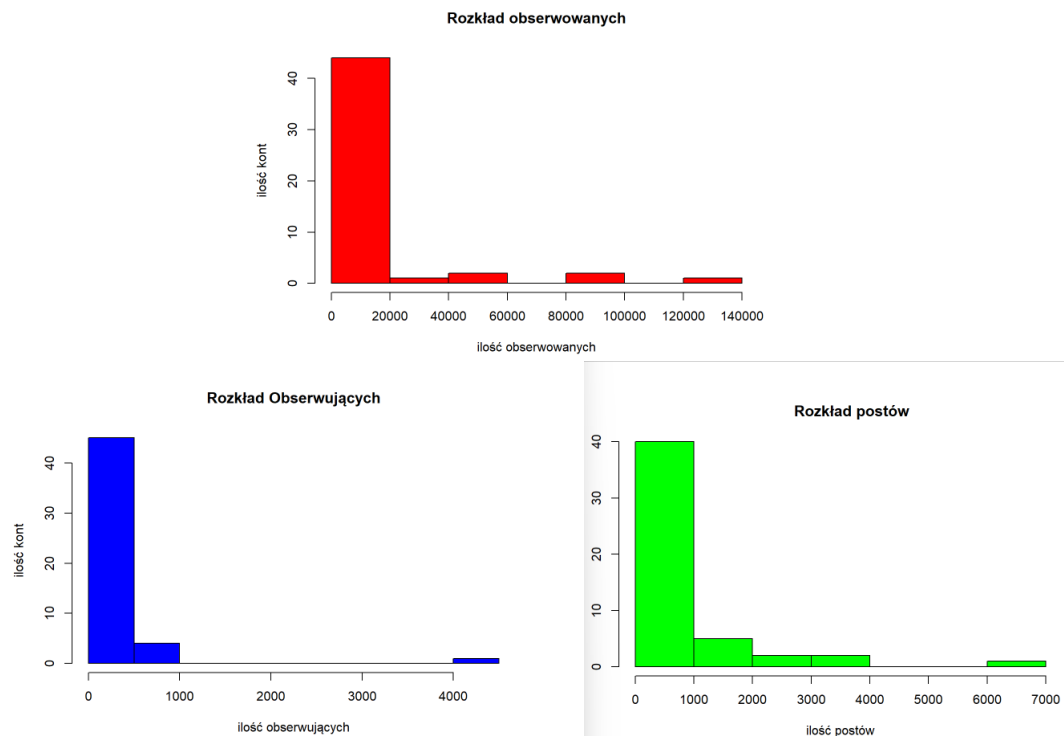 Rozkład obserwowanych
ilość kont
40
30
20
10
0
0 20000 40000 60000 80000 100000 120000 140000
ilość obserwowanych
Rozkład Obserwujących
ilość kont
40
30
20
10
0
0 1000 2000 3000 4000
ilość obserwujących
Rozkład postów
ilość kont
40
30
20
10
0
0 1000 2000 3000 4000 5000 6000 7000
ilość postów